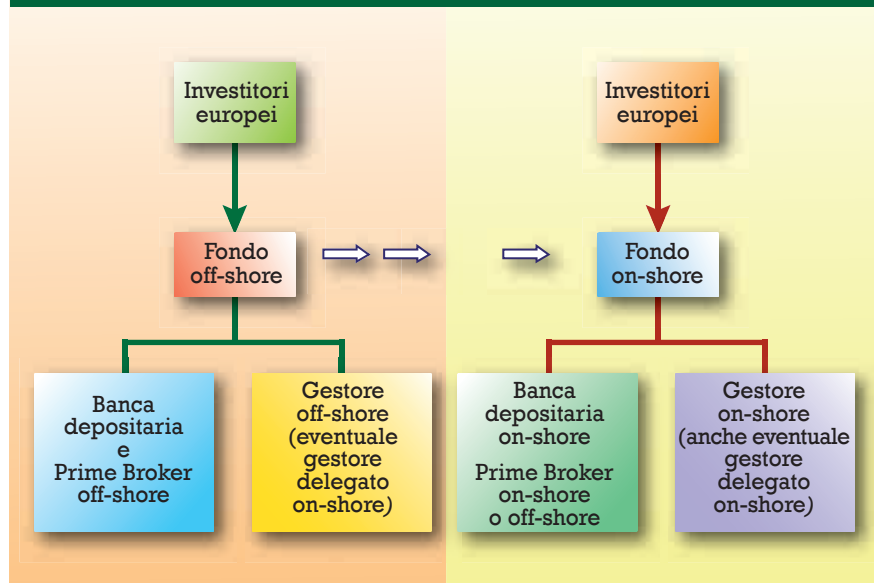 Investitori
europei
Fondo
off-shore
Banca
depositaria
e
Prime Broker
off-shore
Gestore
off-shore
(eventuale
gestore
delegato
on-shore)
Investitori
europei
Fondo
on-shore
Banca
depositaria
on-shore
Prime Broker
on-shore
o off-shore
Gestore
on-shore
(anche eventuale
gestore
delegato
on-shore)